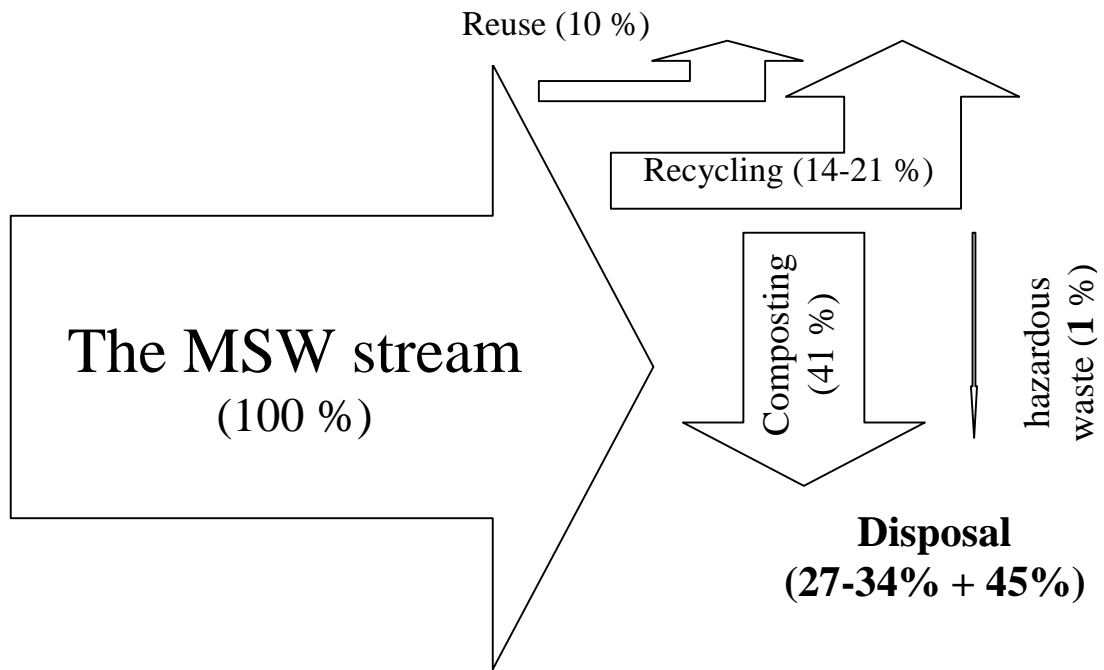 Reuse (10 %)
Recycling (14-21 %)
The MSW stream
(100 %)
Composting
(41 %)
hazardous
waste (1 %)
Disposal
(27-34% + 45%)